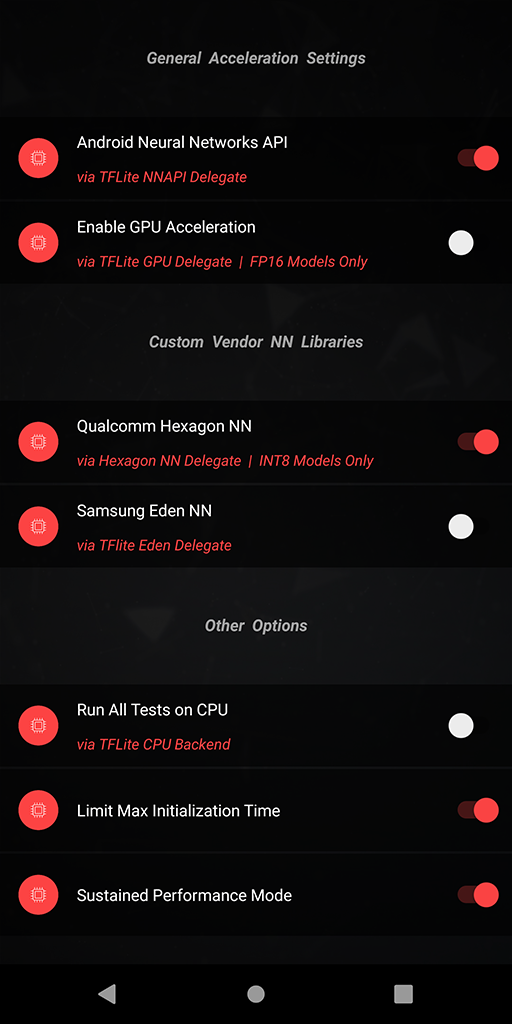 General Acceleration Settings
Android Neural Networks API
via TFLite NNAPI Delegate
Enable GPU Acceleration
via TFLite GPU Delegate | FP16 Models Only
Custom Vendor NN Libraries
Qualcomm Hexagon NN
via Hexagon NN Delegate | INT8 Models Only
Samsung Eden NN
via TFlite Eden Delegate
Other Options
Run All Tests on CPU
via TFLite CPU Backend
Limit Max Initialization Time
Sustained Performance Mode